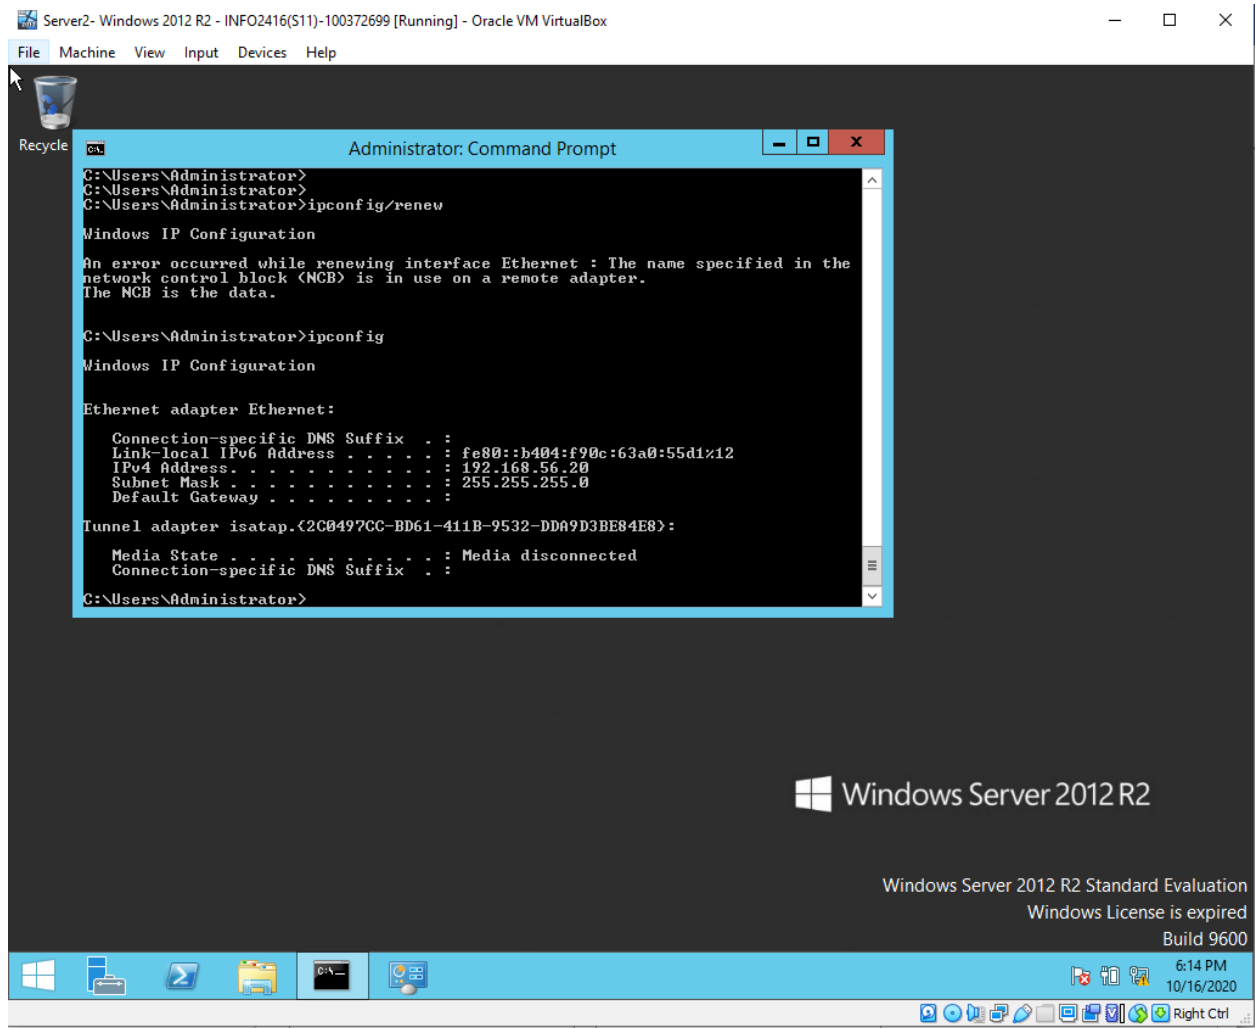 Server2- Windows 2012 R2 - INFO2416(S11)-100372699 [Running] - Oracle VM VirtualBox
File Machine View Input Devices Help
Recycle
Administrator: Command Prompt
C:\Users\Administrator>
C:\Users\Administrator>
C:\Users\Administrator>ipconfig/renew
Windows IP Configuration
An error occurred while renewing interface Ethernet : The name specified in the
network control block (NCB) is in use on a remote adapter.
The NCB is the data.
C:\Users\Administrator>ipconfig
Windows IP Configuration
Ethernet adapter Ethernet:
Connection-specific DNS Suffix . :
Link-local IPv6 Address . . . . . : fe80::b404:f90c:63a0:55d1%12
IPv4 Address. . . . . . . . . . . : 192.168.56.20
Subnet Mask . . . . . . . . . . . : 255.255.255.0
Default Gateway . . . . . . . . . :
Tunnel adapter isatap.{2C0497CC-BD61-411B-9532-DDA9D3BE84E8}:
Media State . . . . . . . . . . . : Media disconnected
Connection-specific DNS Suffix . :
C:\Users\Administrator>
Windows Server 2012 R2
Windows Server 2012 R2 Standard Evaluation
Windows License is expired
Build 9600
6:14 PM
10/16/2020
Right Ctrl